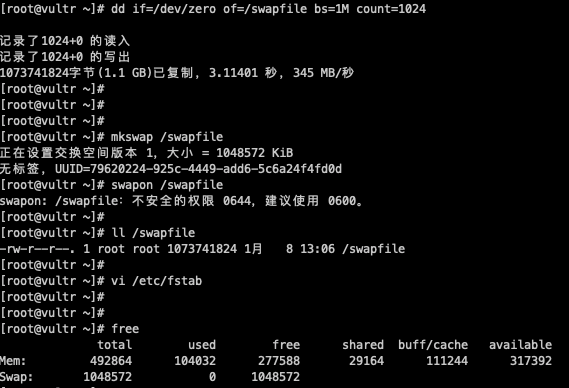 [root@vultr ~]# dd if=/dev/zero of=/swapfile bs=1M count=1024
记录了1024+0 的读入
记录了1024+0 的写出
1073741824字节(1.1 GB)已复制，3.11401 秒，345 MB/秒
[root@vultr ~]#
[root@vultr ~]#
[root@vultr ~]#
[root@vultr ~]# mkswap /swapfile
正在设置交换空间版本 1，大小 = 1048572 KiB
无标签，UUID=79620224-925c-4449-add6-5c6a24f4fd0d
[root@vultr ~]# swapon /swapfile
swapon: /swapfile：不安全的权限 0644，建议使用 0600。
[root@vultr ~]#
[root@vultr ~]# ll /swapfile
-rw-r--r--. 1 root root 1073741824 1月   8 13:06 /swapfile
[root@vultr ~]#
[root@vultr ~]# vi /etc/fstab
[root@vultr ~]#
[root@vultr ~]#
[root@vultr ~]# free
total used free shared buff/cache available
Mem: 492864 104032 277588 29164 111244 317392
Swap: 1048572 0 1048572